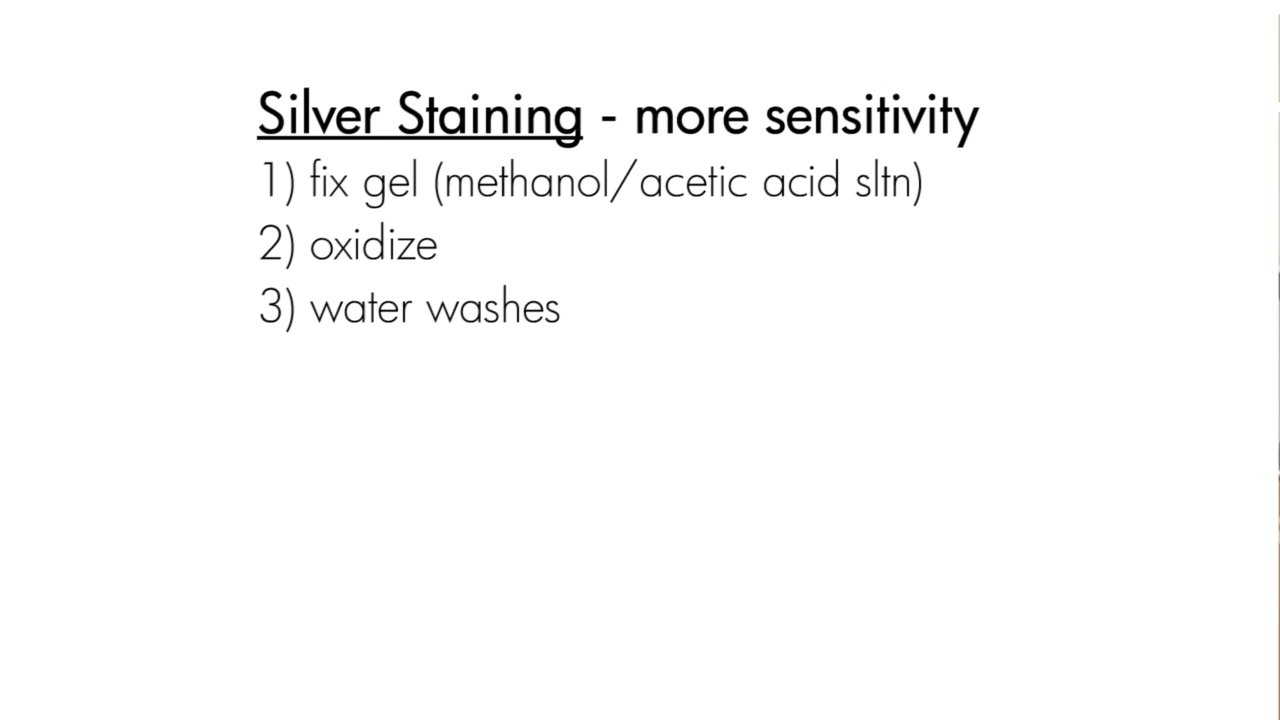 Silver Staining - more sensitivity
1) fix gel (methanol/acetic acid sltn)
2) oxidize
3) water washes